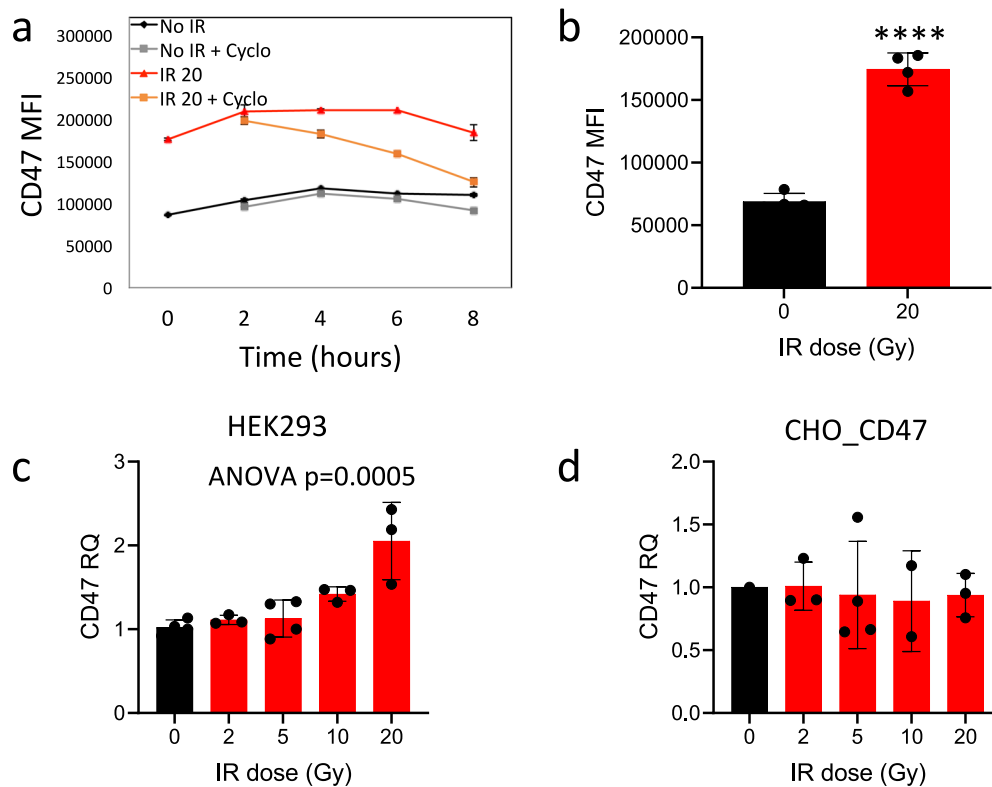 a
CD47 MFI
300000
250000
200000
150000
100000
50000
0
No IR
No IR + Cyclo
IR 20
IR 20 + Cyclo
0 2 4 6 8
Time (hours)
b
CD47 MFI
200000
150000
100000
50000
0
****
0 20
IR dose (Gy)
c
HEK293
ANOVA p=0.0005
CD47 RQ
3
2
1
0
0 2 5 10 20
IR dose (Gy)
d
CHO_CD47
CD47 RQ
2.0
1.5
1.0
0.5
0.0
0 2 5 10 20
IR dose (Gy)